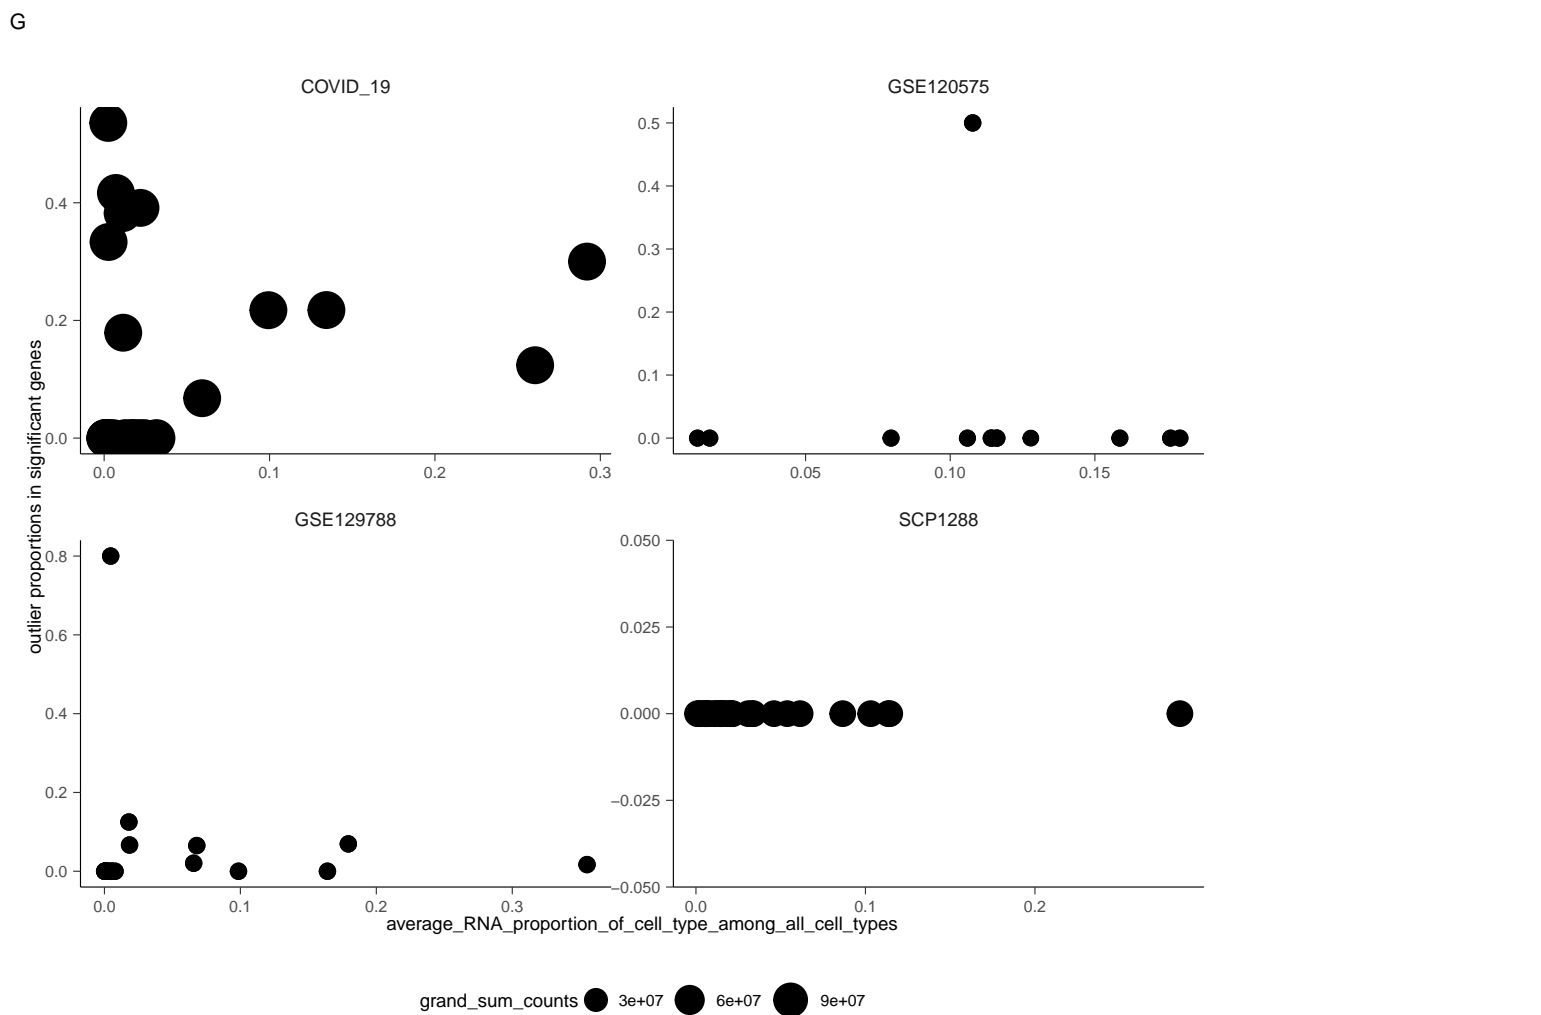 G
COVID_19
GSE120575
0.4
0.2
0.0
0.0 0.1 0.2 0.3
0.5
0.4
0.3
0.2
0.1
0.0
0.05 0.10 0.15
GSE129788
SCP1288
0.8
0.6
0.4
0.2
0.0
0.0 0.1 0.2 0.3
0.050
0.025
0.000
−0.025
−0.050
0.0 0.1 0.2
outlier proportions in significant genes
average_RNA_proportion_of_cell_type_among_all_cell_types
grand_sum_counts 3e+07 6e+07 9e+07